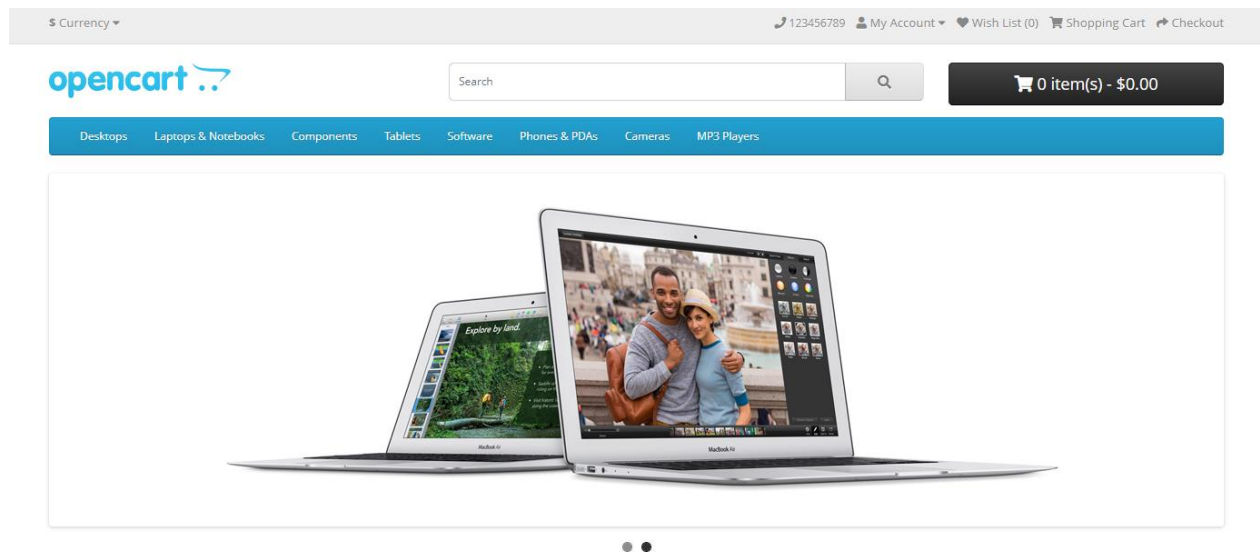 $ Currency
123456789 My Account Wish List (0) Shopping Cart Checkout
opencart
Search
0 item(s) - $0.00
Desktops Laptops & Notebooks Components Tablets Software Phones & PDAs Cameras MP3 Players
Explore by land.
MacBook Air
MacBook Air